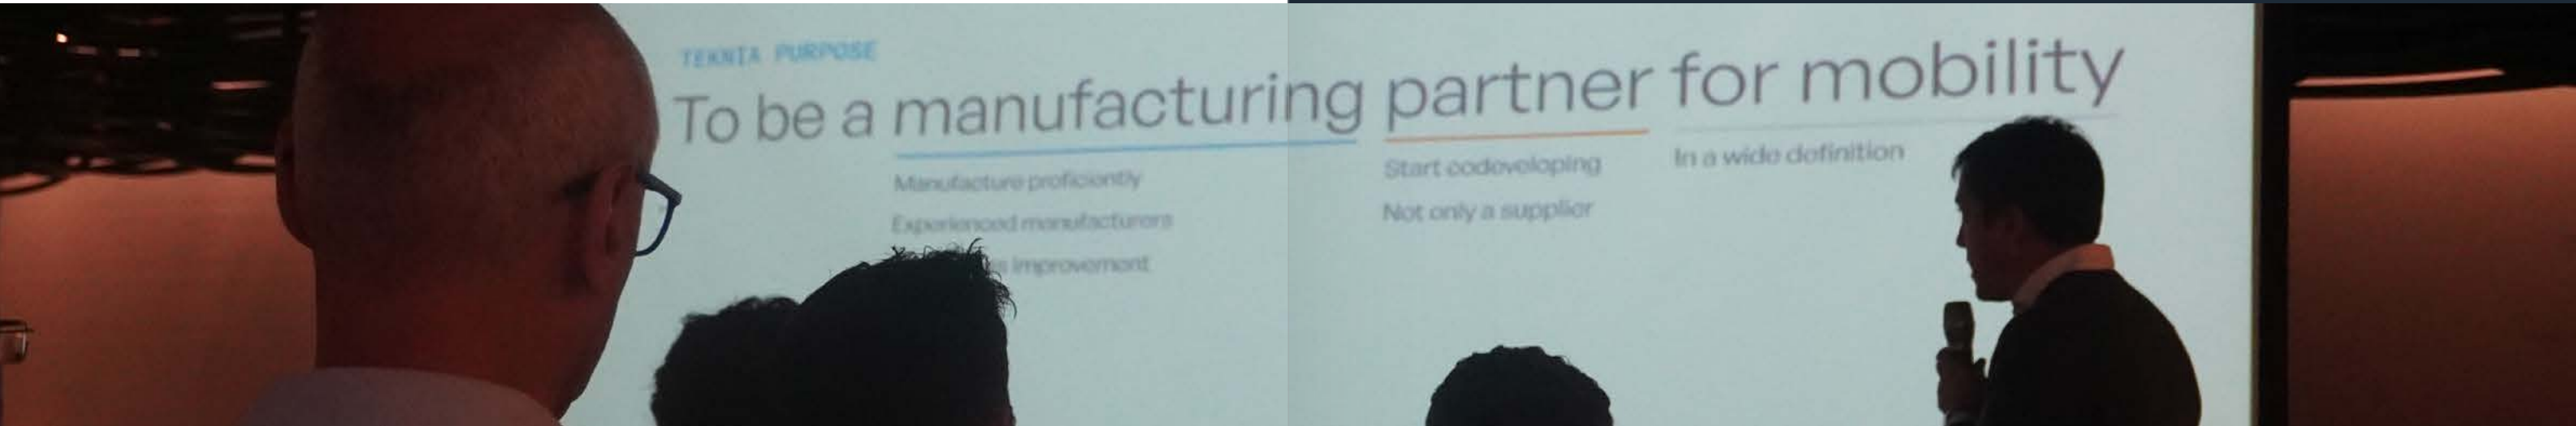 TEKNIA PURPOSE
To be a manufacturing partner for mobility
Manufacture proficiently
Experienced manufacturers
improvement
Start codeveloping
Not only a supplier
In a wide definition